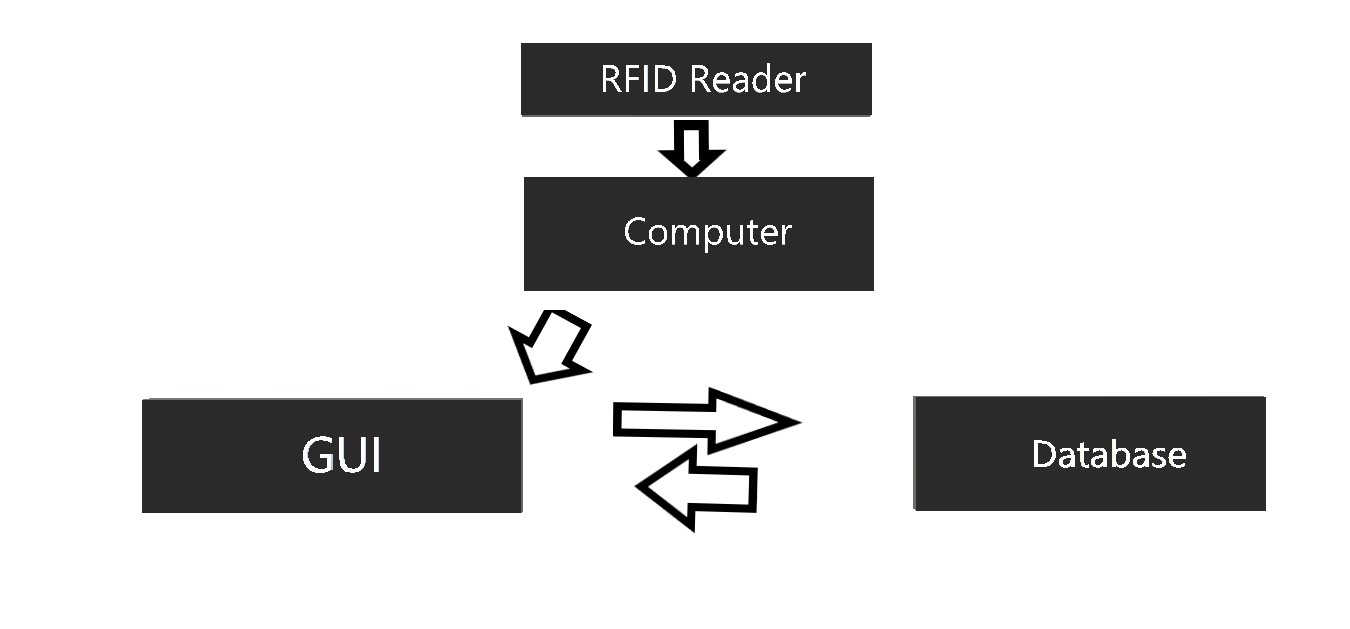 RFID Reader
Computer
GUI
Database